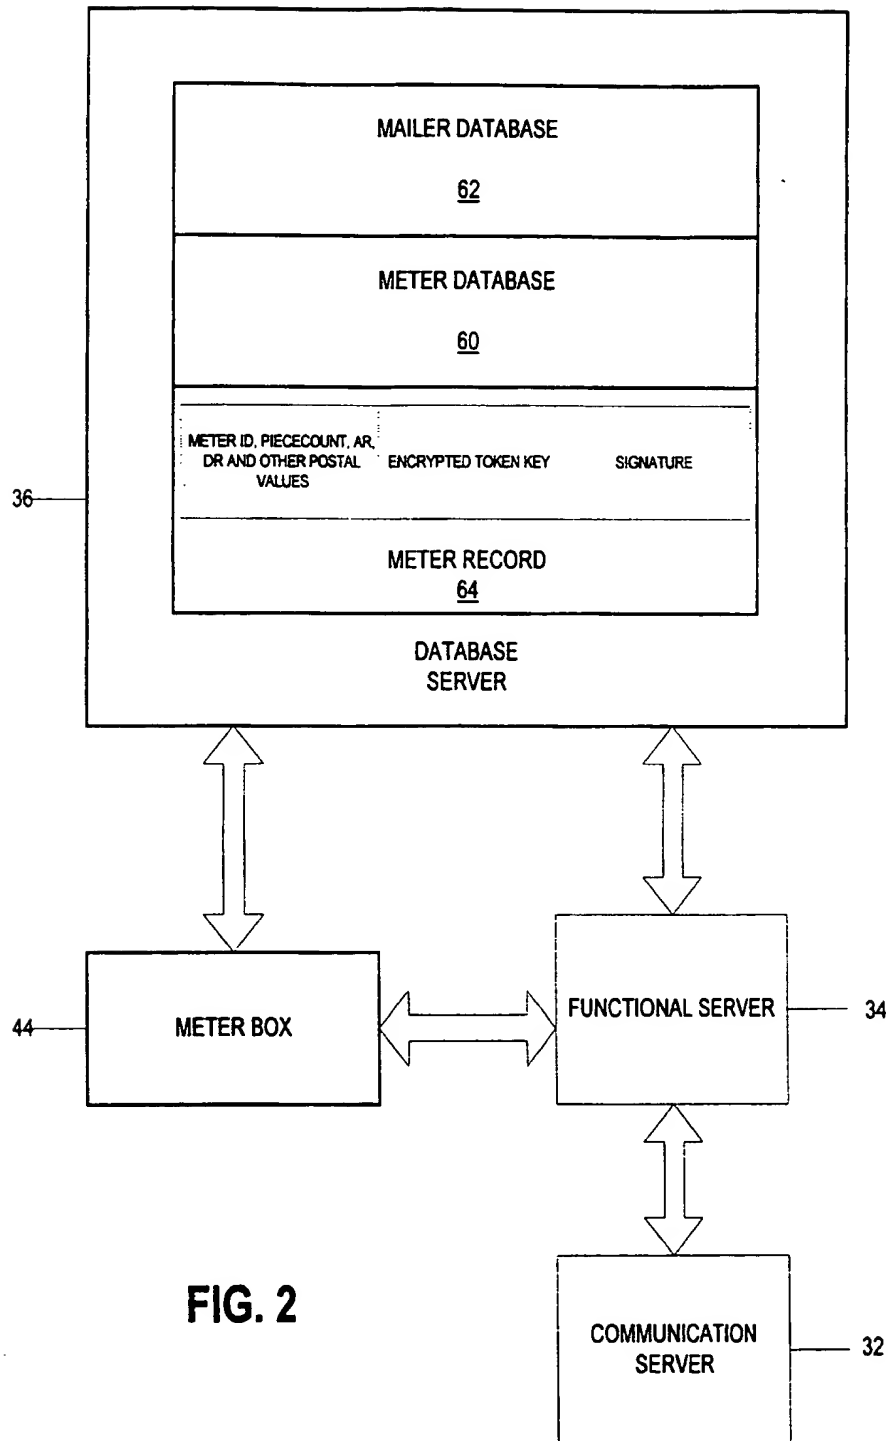 MAILER DATABASE
62
METER DATABASE
60
METER ID, PIECECOUNT, AR,
DR AND OTHER POSTAL
VALUES
ENCRYPTED TOKEN KEY
SIGNATURE
36
METER RECORD
64
DATABASE
SERVER
44
METER BOX
FUNCTIONAL SERVER
34
FIG. 2
COMMUNICATION
SERVER
32